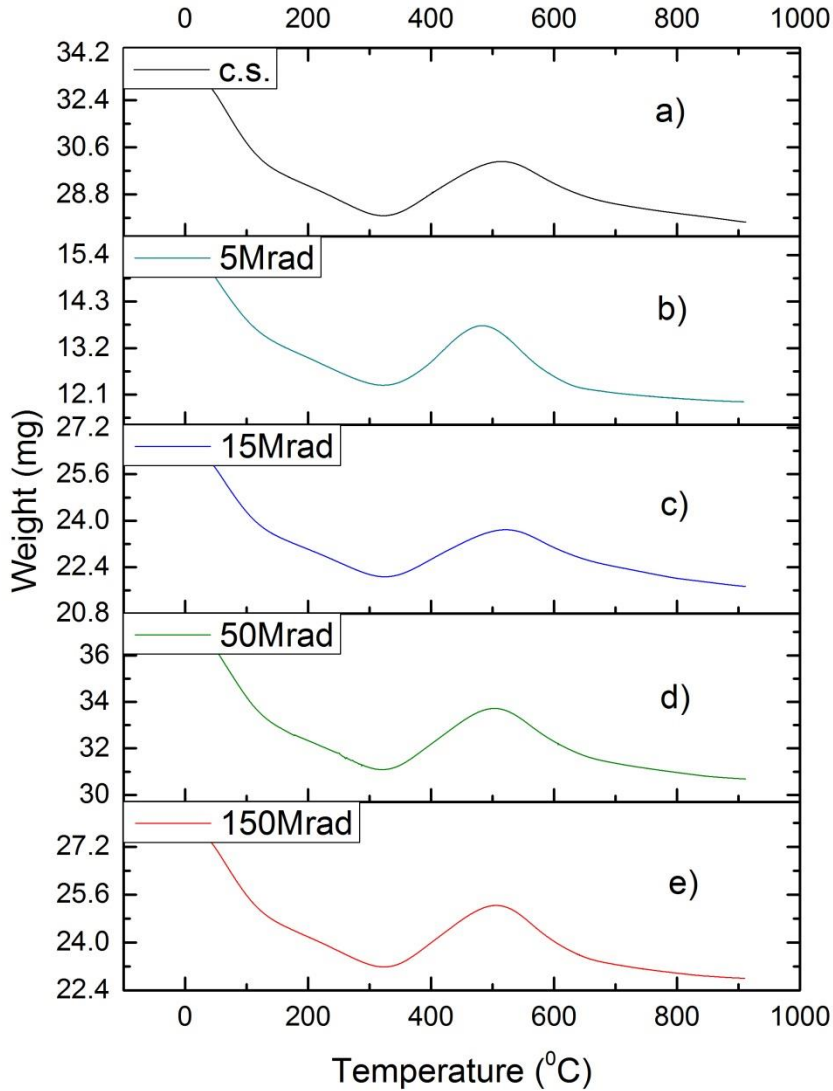 0 200 400 600 800 1000
34.2
c.s.
32.4
a)
30.6
28.8
15.4
5Mrad
14.3
b)
13.2
12.1
27.2
15Mrad
25.6
c)
24.0
22.4
20.8
50Mrad
36
d)
34
32
30
150Mrad
27.2
e)
25.6
24.0
22.4
Weight (mg)
0 200 400 600 800 1000
Temperature (⁰C)